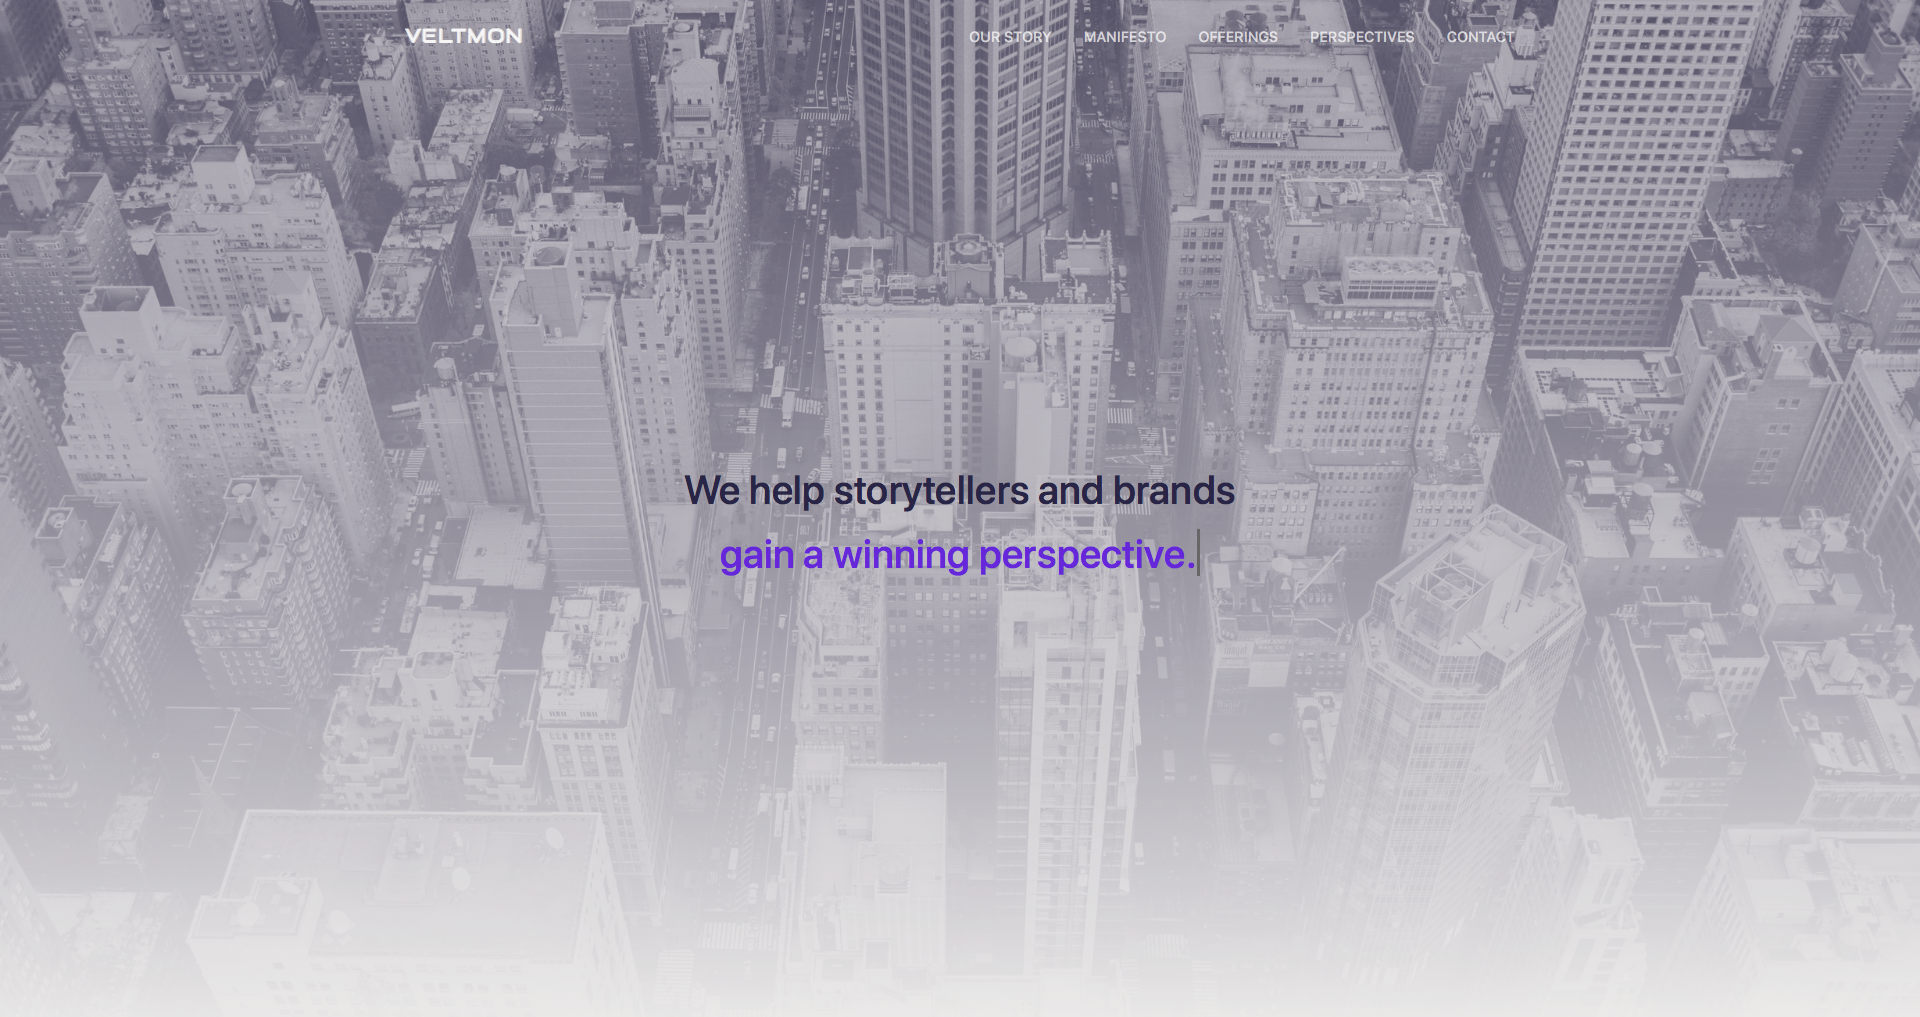 VELTMON
OUR STORY
MANIFESTO
OFFERINGS
PERSPECTIVES
CONTACT
We help storytellers and brands
gain a winning perspective.